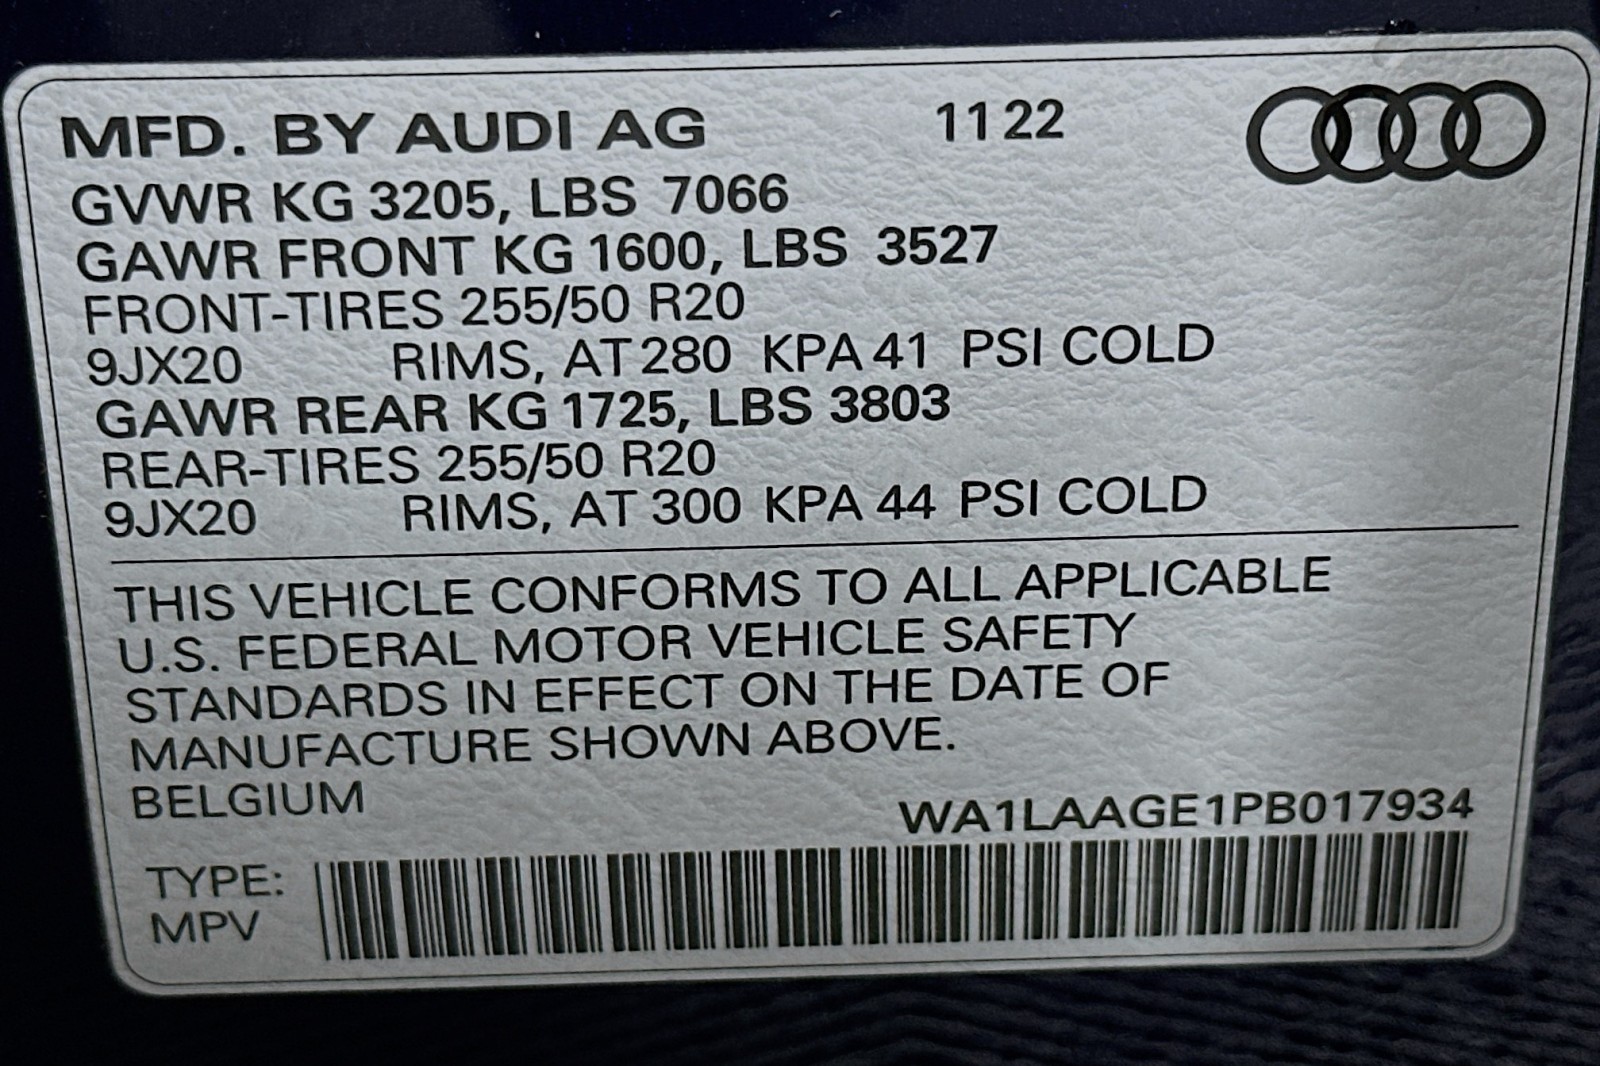 MFD. BY AUDI AG 11 22
GVWR KG 3205, LBS 7066
GAWR FRONT KG 1600, LBS 3527
FRONT-TIRES 255/50 R20
9JX20 RIMS, AT 280 KPA 41 PSI COLD
GAWR REAR KG 1725, LBS 3803
REAR-TIRES 255/50 R20
9JX20 RIMS, AT 300 KPA 44 PSI COLD
THIS VEHICLE CONFORMS TO ALL APPLICABLE
U.S. FEDERAL MOTOR VEHICLE SAFETY
STANDARDS IN EFFECT ON THE DATE OF
MANUFACTURE SHOWN ABOVE.
BELGIUM
WA1LAAGE1PB017934
TYPE:
MPV